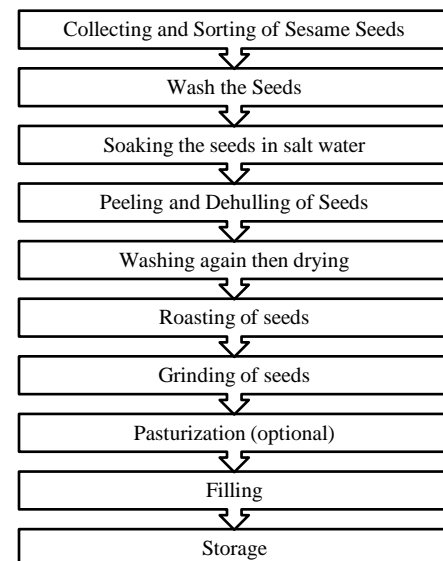 Collecting and Sorting of Sesame Seeds
Wash the Seeds
Soaking the seeds in salt water
Peeling and Dehulling of Seeds
Washing again then drying
Roasting of seeds
Grinding of seeds
Pasturization (optional)
Filling
Storage